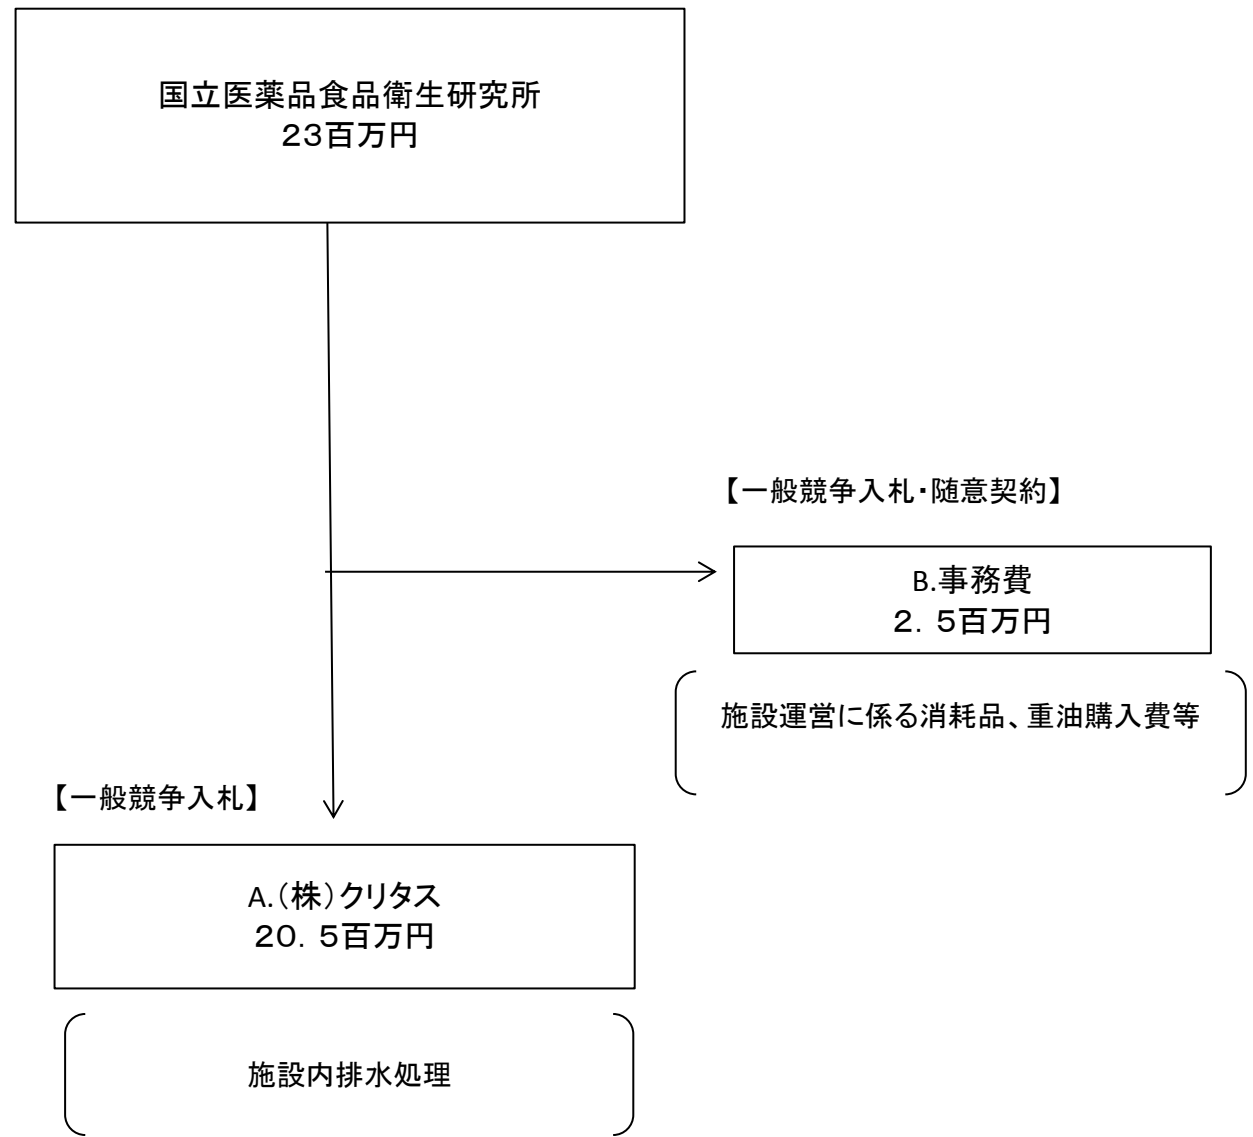 国立医薬品食品衛生研究所
２３百万円
【一般競争入札・随意契約】
B.事務費
２．５百万円
施設運営に係る消耗品、重油購入費等
【一般競争入札】
A.（株）クリタス
２０．５百万円
施設内排水処理